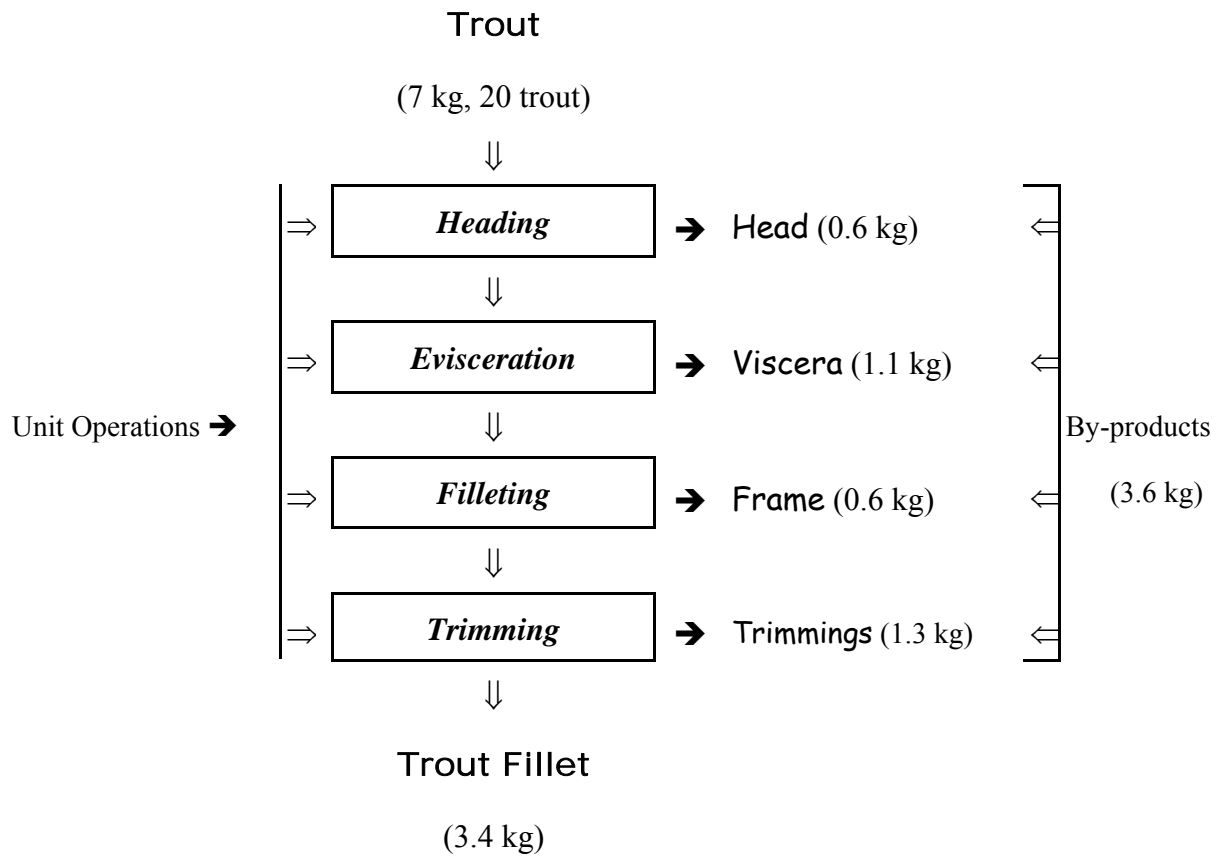 Trout
(7 kg, 20 trout)
⇓
⇒ Heading ➔ Head (0.6 kg) ⇐
⇓
⇒ Evisceration ➔ Viscera (1.1 kg) ⇐
Unit Operations ➔ ⇓ By-products
⇒ Filleting ➔ Frame (0.6 kg) ⇐ (3.6 kg)
⇓
⇒ Trimming ➔ Trimmings (1.3 kg) ⇐
⇓
Trout Fillet
(3.4 kg)